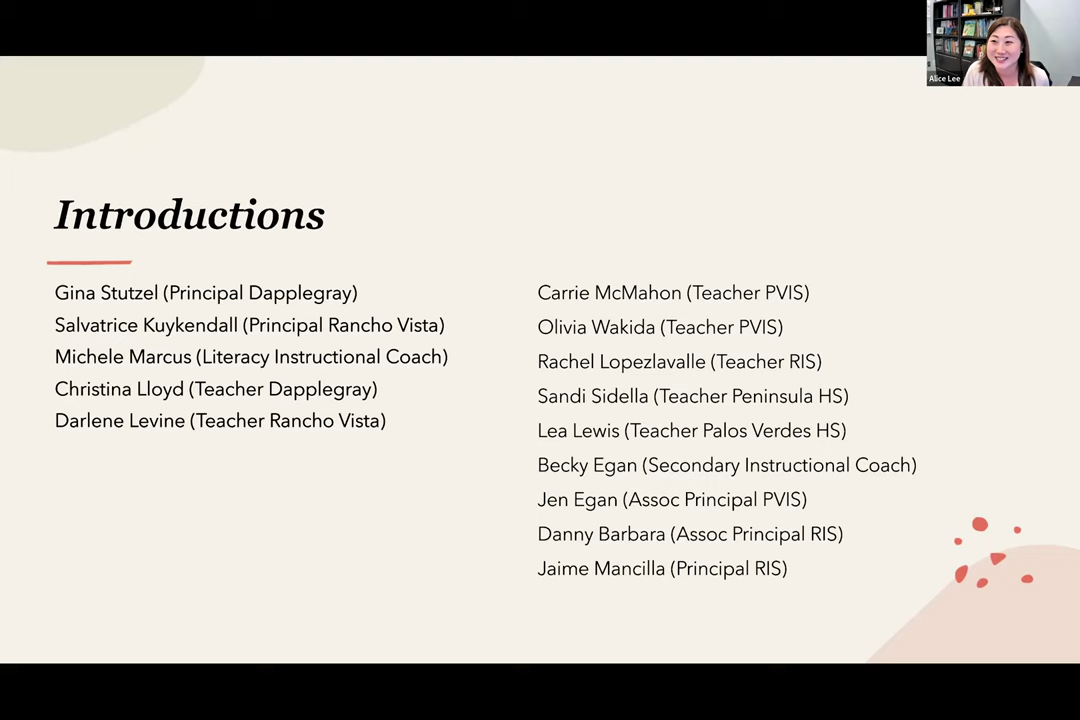 Alice Lee
Introductions
Gina Stutzel (Principal Dapplegray)
Salvatrice Kuykendall (Principal Rancho Vista)
Michele Marcus (Literacy Instructional Coach)
Christina Lloyd (Teacher Dapplegray)
Darlene Levine (Teacher Rancho Vista)
Carrie McMahon (Teacher PVIS)
Olivia Wakida (Teacher PVIS)
Rachel Lopezlavalle (Teacher RIS)
Sandi Sidella (Teacher Peninsula HS)
Lea Lewis (Teacher Palos Verdes HS)
Becky Egan (Secondary Instructional Coach)
Jen Egan (Assoc Principal PVIS)
Danny Barbara (Assoc Principal RIS)
Jaime Mancilla (Principal RIS)